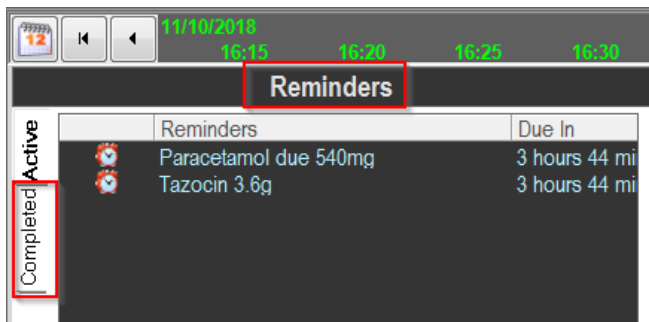 12
11/10/2018
16:15 16:20 16:25 16:30
Reminders
Active
Completed
Reminders Due In
Paracetamol due 540mg 3 hours 44 mi
Tazocin 3.6g 3 hours 44 mi